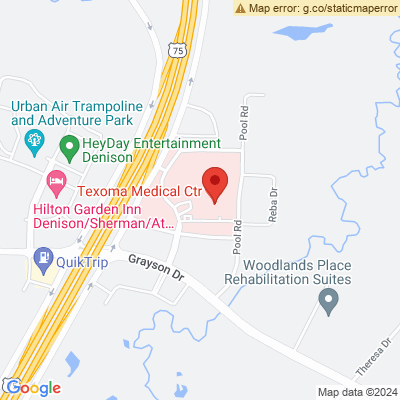 Map error: g.co/staticmaperror
75
Urban Air Trampoline
and Adventure Park
HeyDay Entertainment
Denison
Pool Rd
Texoma Medical Ctr
Reba Dr
Hilton Garden Inn
Denison/Sherman/At...
Pool Rd
QuikTrip
Grayson Dr
Woodlands Place
Rehabilitation Suites
Theresa Dr
Google
Map data ©2024